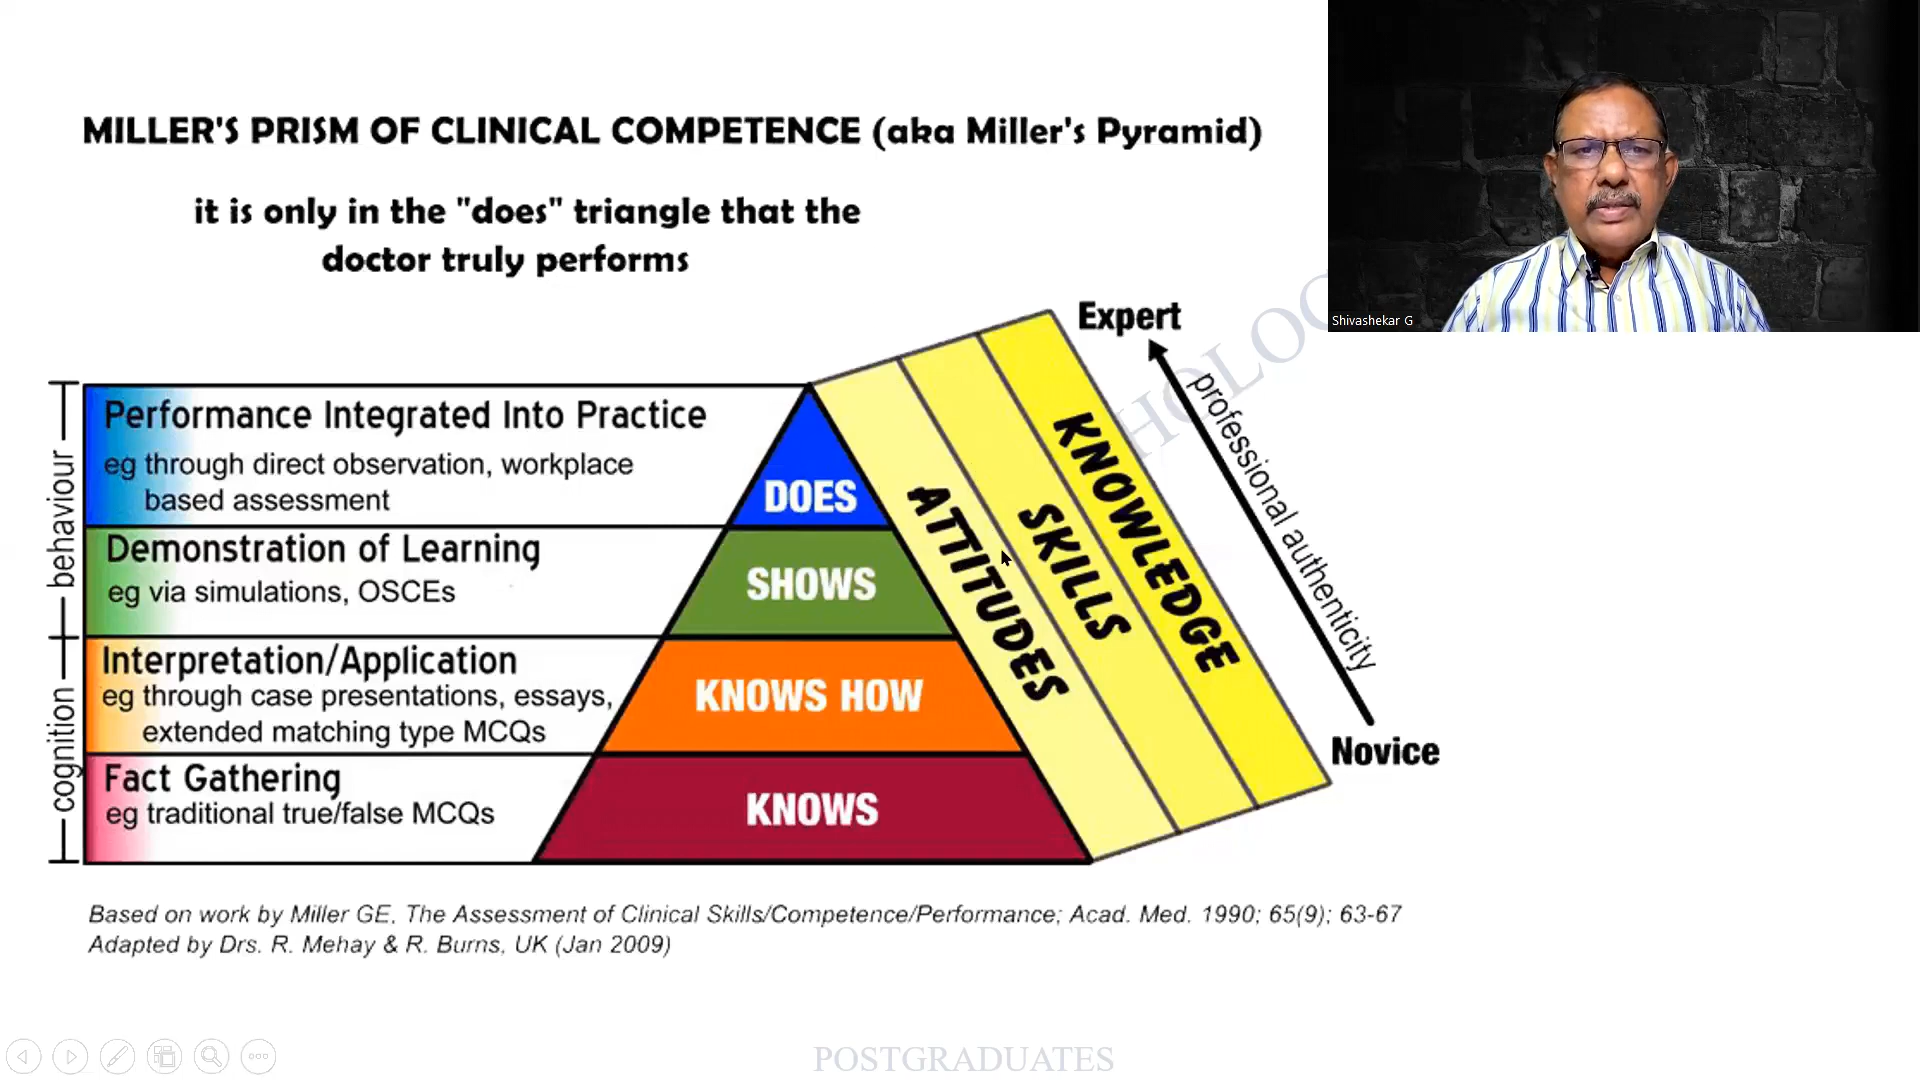 MILLER'S PRISM OF CLINICAL COMPETENCE (aka Miller's Pyramid)
it is only in the "does" triangle that the
doctor truly performs
Shivashekar G
Expert
professional authenticity
Novice
behaviour
cognition
Performance Integrated Into Practice
eg through direct observation, workplace
based assessment
DOES
Demonstration of Learning
eg via simulations, OSCEs
SHOWS
Interpretation/Application
eg through case presentations, essays,
extended matching type MCQs
KNOWS HOW
Fact Gathering
eg traditional true/false MCQs
KNOWS
ATTITUDES
SKILLS
KNOWLEDGE
Based on work by Miller GE, The Assessment of Clinical Skills/Competence/Performance; Acad. Med. 1990; 65(9); 63-67
Adapted by Drs. R. Mehay & R. Burns, UK (Jan 2009)
POSTGRADUATES